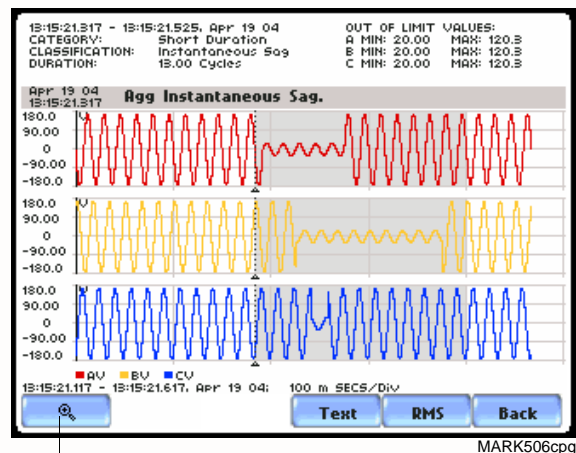 13:15:21.317 - 13:15:21.525, Apr 19 04
CATEGORY: Short Duration
CLASSIFICATION: Instantaneous Sag
DURATION: 13.00 Cycles
OUT OF LIMIT VALUES:
A MIN: 20.00 MAX: 120.3
B MIN: 20.00 MAX: 120.3
C MIN: 20.00 MAX: 120.3
Apr 19 04
13:15:21.317
Agg Instantaneous Sag.
180.0
90.00
0
-90.00
-180.0
V
180.0
90.00
0
-90.00
-180.0
V
180.0
90.00
0
-90.00
-180.0
V
AV BV CV
13:15:21.117 - 13:15:21.617, Apr 19 04; 100 m SECS/Div
Text RMS Back
MARK506cpg